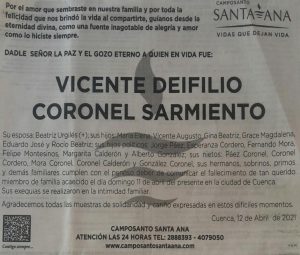 Por el amor que sembraste en nuestra familia y por toda la
felicidad que nos brindó la vida al compartirte, guíanos desde la
eternidad divina, como una fuente inagotable de alegría y amor
como lo hiciste siempre.
CAMPOSANTO
SANTA ANA
VIDAS QUE DEJAN VIDA
DADLE SEÑOR LA PAZ Y EL GOZO ETERNO A QUIEN EN VIDA FUE:
VICENTE DEIFILIO
CORONEL SARMIENTO
Su esposa: Beatriz Urgilés (+); sus hijos: María Elena, Vicente Augusto, Gina Beatriz, Grace Magdalena,
Eduardo José y Rocío Beatriz; sus hijos políticos: Jorge Páez, Esperanza Cordero, Fernando Mora,
Felipe Montesinos, Margarita Calderón y Alberto González; sus nietos: Páez Coronel, Coronel
Cordero, Mora Coronel, Coronel Calderón y González Coronel, sus hermanos, sobrinos, primos
y demás familiares cumplen con el penoso deber de comunicar el fallecimiento de tan querido
miembro de familia acaecido el día domingo 11 de abril del presente en la ciudad de Cuenca.
Sus exequias se realizaron en la intimidad familiar.
Agradecemos todas las muestras de solidaridad y cariño expresadas en estos difíciles momentos.
Cuenca, 12 de Abril de 2021
CAMPOSANTO SANTA ANA
ATENCIÓN LAS 24 HORAS TEL: 2888393 - 4079050
www.camposantosantaana.com